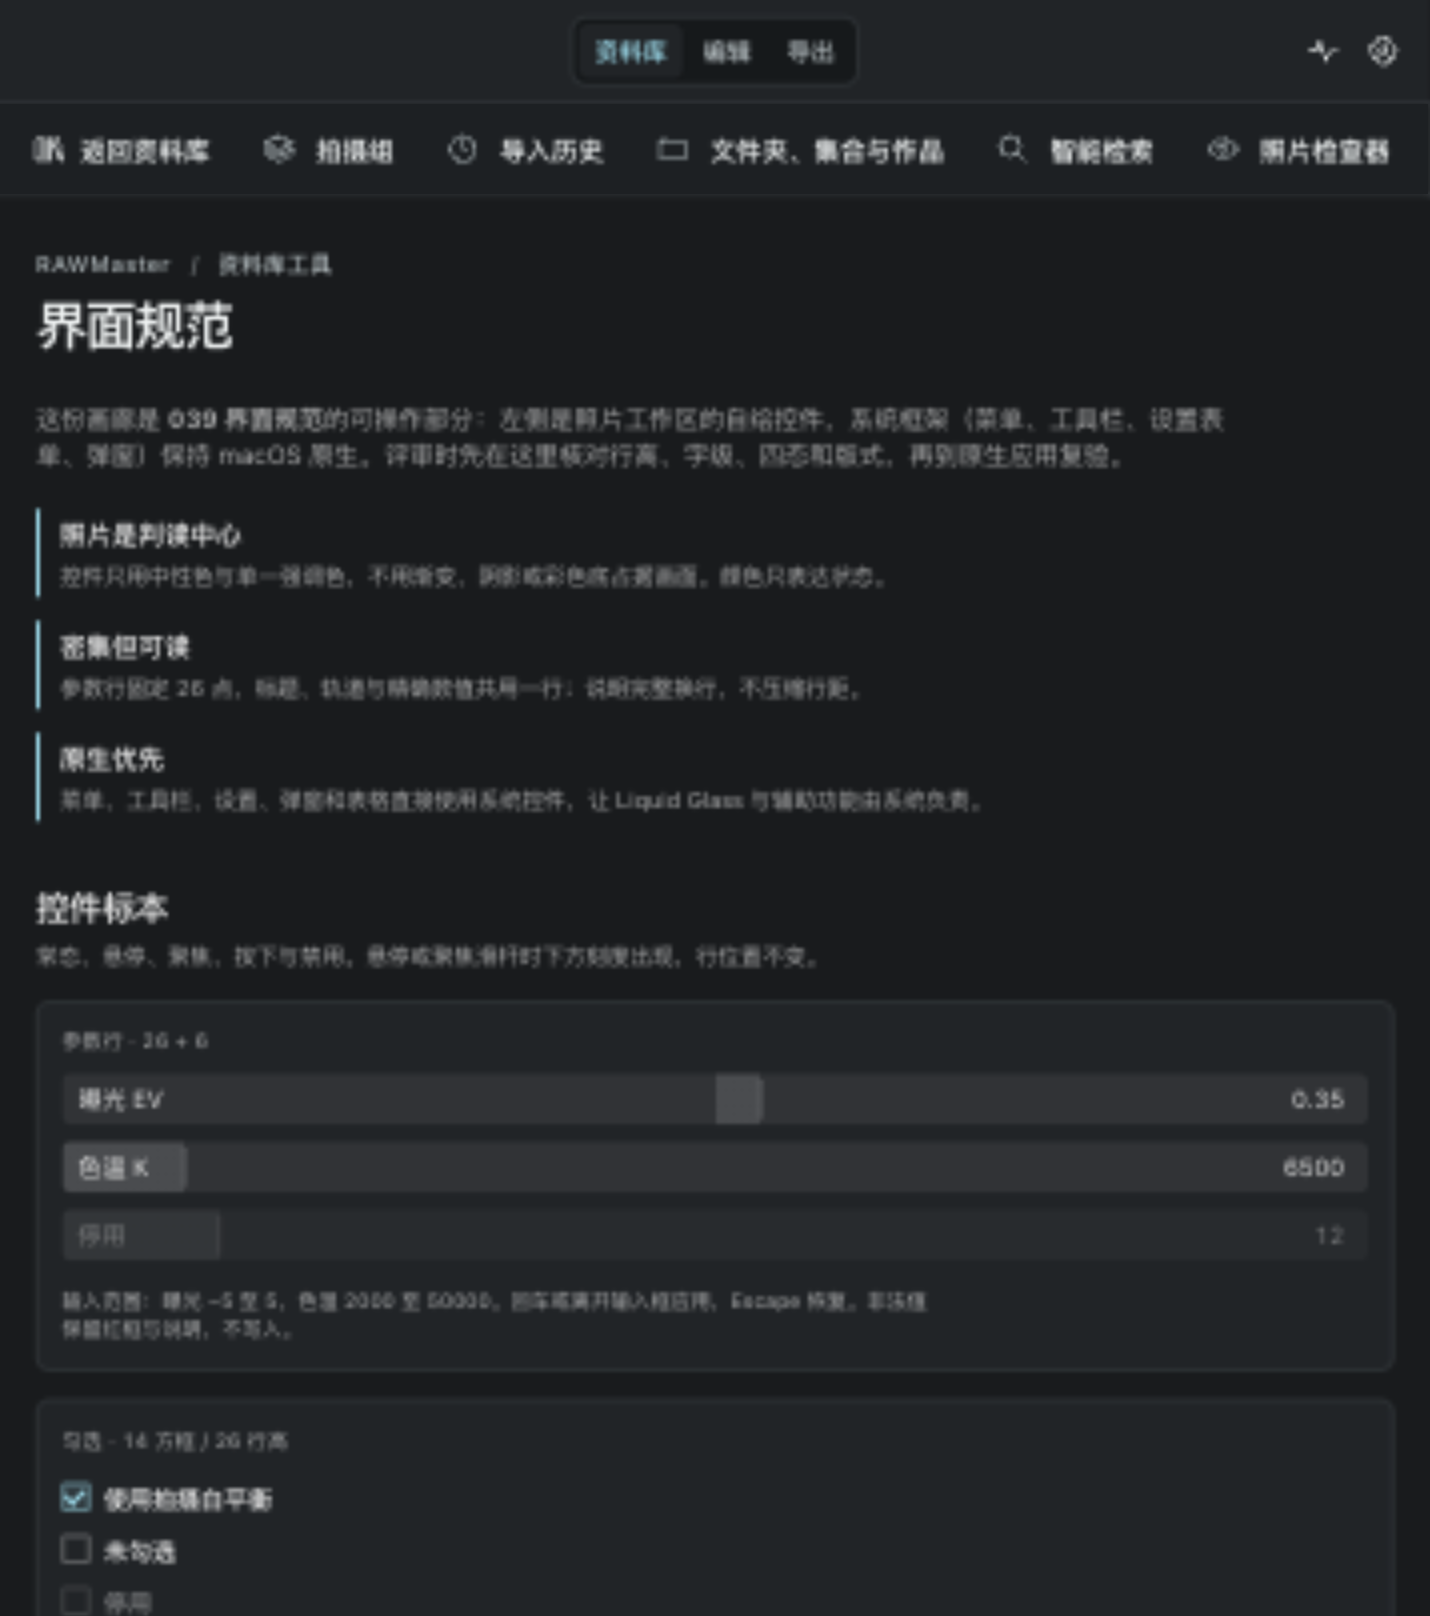 资料库 编辑 导出
返回资料库 拍摄组 导入历史 文件夹、集合与作品 智能检索 照片检查器
RAWMaster / 资料库工具
界面规范
这份画廊是 039 界面规范的可操作部分：左侧是照片工作区的自绘控件，系统框架（菜单、工具栏、设置表
单、弹窗）保持 macOS 原生。评审时先在这里核对行高、字级、四态和版式，再到原生应用复验。
照片是判读中心
控件只用中性色与单一强调色，不用渐变、阴影或彩色底占据画面。颜色只表达状态。
密集但可读
参数行固定 26 点，标题、轨道与精确数值共用一行；说明完整换行，不压缩行距。
原生优先
菜单、工具栏、设置、弹窗和表格直接使用系统控件，让 Liquid Glass 与辅助功能由系统负责。
控件标本
常态、悬停、聚焦、按下与禁用。悬停或聚焦滑杆时下方刻度出现，行位置不变。
参数行 · 26 + 6
曝光 EV 0.35
色温 K 6500
停用 12
输入范围：曝光 −5 至 5，色温 2000 至 50000。回车或离开输入框应用，Escape 恢复。非法值
保留红框与说明，不写入。
勾选 · 14 方框 / 26 行高
使用拍摄白平衡
未勾选
停用